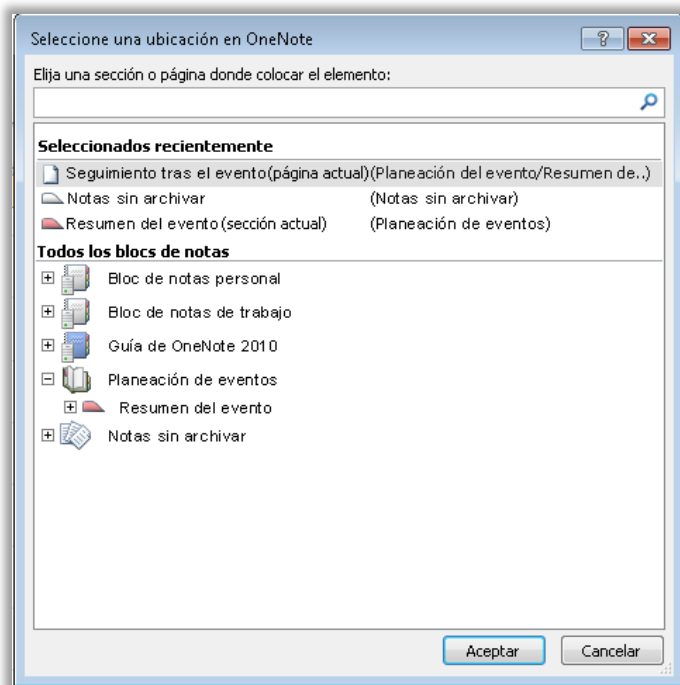 Seleccione una ubicación en OneNote
Elija una sección o página donde colocar el elemento:
Seleccionados recientemente
Seguimiento tras el evento (página actual) (Planeación del evento/Resumen de..)
Notas sin archivar (Notas sin archivar)
Resumen del evento (sección actual) (Planeación de eventos)
Todos los blocs de notas
Bloc de notas personal
Bloc de notas de trabajo
Guía de OneNote 2010
Planeación de eventos
Resumen del evento
Notas sin archivar
Aceptar Cancelar